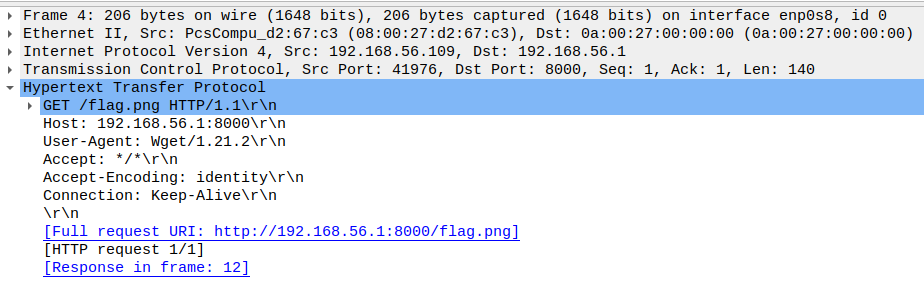 Frame 4: 206 bytes on wire (1648 bits), 206 bytes captured (1648 bits) on interface enp0s8, id 0
Ethernet II, Src: PcsCompu_d2:67:c3 (08:00:27:d2:67:c3), Dst: 0a:00:27:00:00:00 (0a:00:27:00:00:00)
Internet Protocol Version 4, Src: 192.168.56.109, Dst: 192.168.56.1
Transmission Control Protocol, Src Port: 41976, Dst Port: 8000, Seq: 1, Ack: 1, Len: 140
Hypertext Transfer Protocol
GET /flag.png HTTP/1.1\r\n
Host: 192.168.56.1:8000\r\n
User-Agent: Wget/1.21.2\r\n
Accept: */*\r\n
Accept-Encoding: identity\r\n
Connection: Keep-Alive\r\n
\r\n
[Full request URI: http://192.168.56.1:8000/flag.png]
[HTTP request 1/1]
[Response in frame: 12]